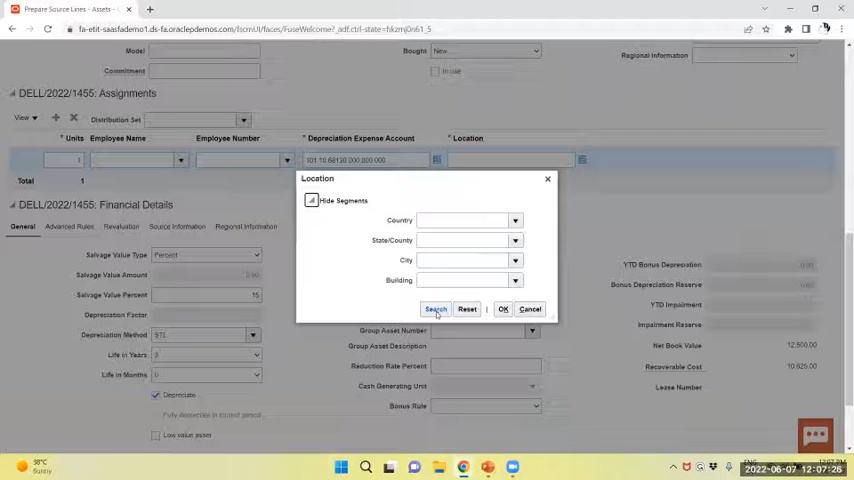 Prepare Source Lines - Assets -
fa-etit-saasfademo1.ds-fa.oraclepdemos.com/fscmUI/faces/FuseWelcome?_adf.ctrl-state=hkzmj0n61_5
Model
Bought New...
Regional Information
Commitment
In use
DELL/2022/1455: Assignments
View
Distribution Set
* Units Employee Name Employee Number * Depreciation Expense Account * Location
1 101.10.68120.000.000.000
Total 1
Location
Hide Segments
Country
State/County
City
Building
Search Reset | OK Cancel
DELL/2022/1455: Financial Details
General Advanced Rules Revaluation Source Information Regional Information
Salvage Value Type Percent
Salvage Value Amount 0.00
Salvage Value Percent 15
Depreciation Factor
Depreciation Method STL
Life in Years 3
Life in Months 0
Depreciate
Fully depreciate in current period
Low value asset
Group Asset Number
Group Asset Description
Reduction Rate Percent
Cash Generating Unit
Bonus Rule
YTD Bonus Depreciation 0.00
Bonus Depreciation Reserve 0.00
YTD Impairment
Impairment Reserve
Net Book Value 12,500.00
Recoverable Cost 10,625.00
Lease Number
98°C
Sunny
ENG
12:07 PM
2022-06-07 12:07:26